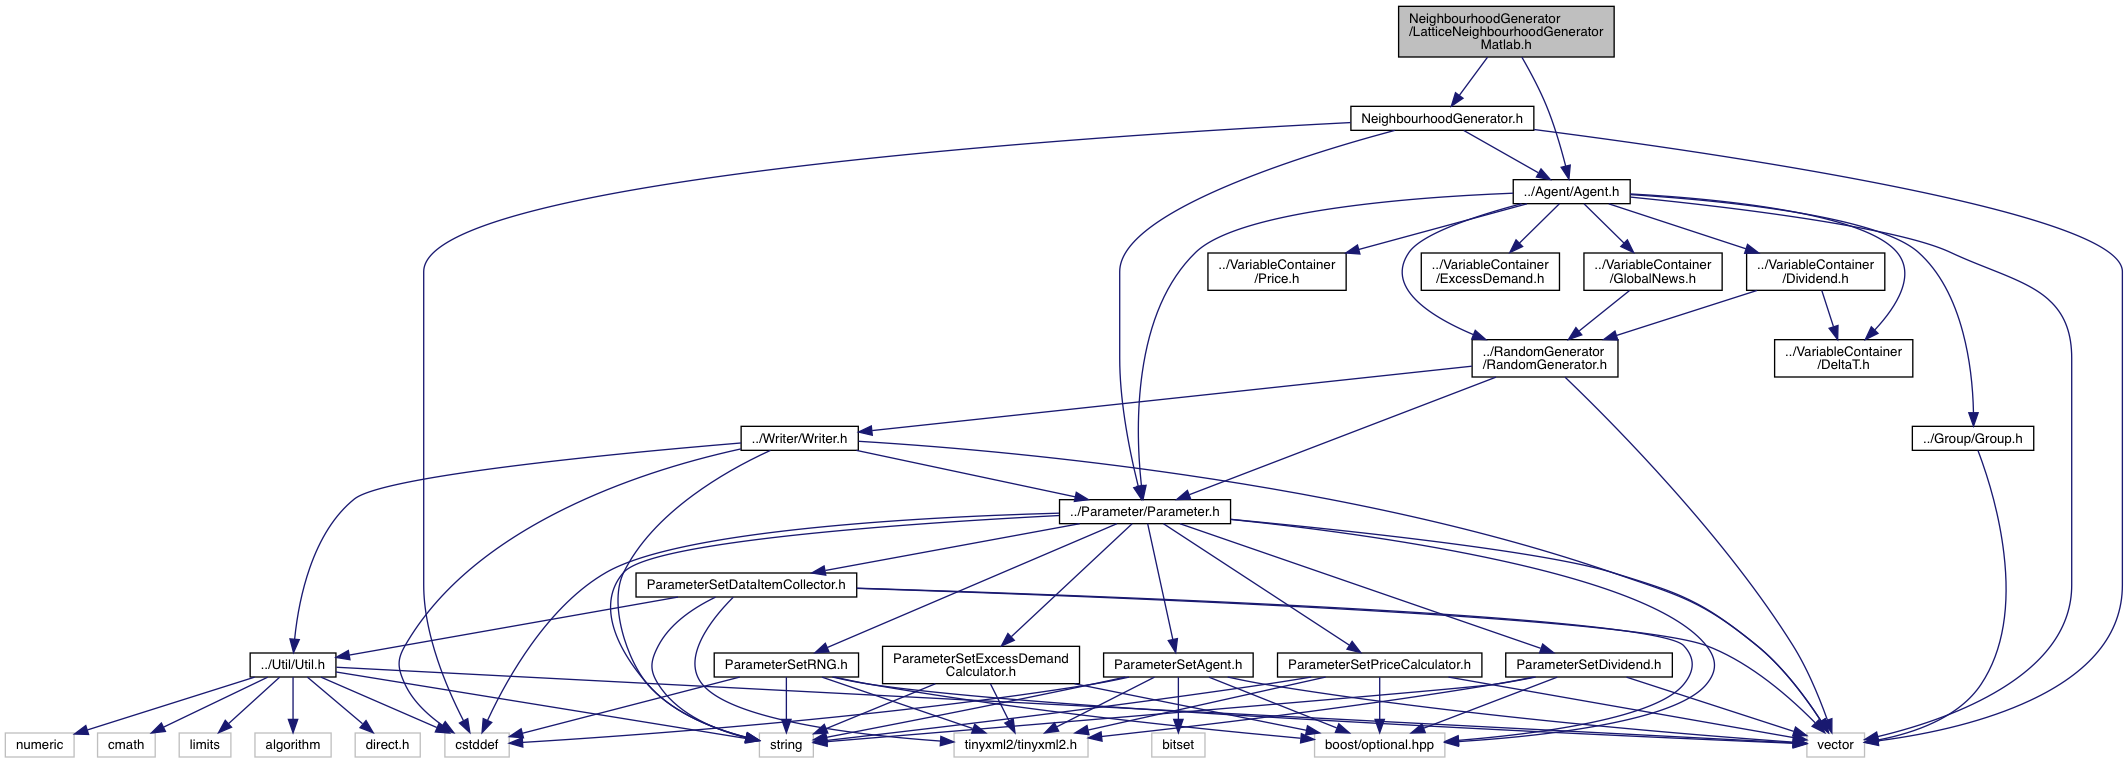 NeighbourhoodGenerator
/LatticeNeighbourhoodGenerator
Matlab.h
NeighbourhoodGenerator.h
../Agent/Agent.h
../VariableContainer
/Price.h
../VariableContainer
/ExcessDemand.h
../VariableContainer
/GlobalNews.h
../VariableContainer
/Dividend.h
../RandomGenerator
/RandomGenerator.h
../VariableContainer
/DeltaT.h
../Writer/Writer.h
../Group/Group.h
../Parameter/Parameter.h
ParameterSetDataItemCollector.h
../Util/Util.h
ParameterSetRNG.h
ParameterSetExcessDemand
Calculator.h
ParameterSetAgent.h
ParameterSetPriceCalculator.h
ParameterSetDividend.h
numeric
cmath
limits
algorithm
direct.h
cstddef
string
tinyxml2/tinyxml2.h
bitset
boost/optional.hpp
vector